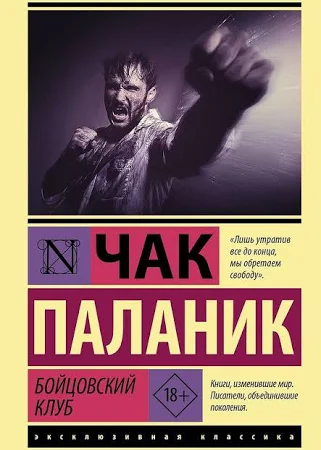 «Лишь утратив
все до конца,
мы обретаем
свободу».
N
ЧАК
ПАЛАНИК
БОЙЦОВСКИЙ
КЛУБ
18+
Книги, изменившие мир.
Писатели, объединившие
поколения.
эксклюзивная классика